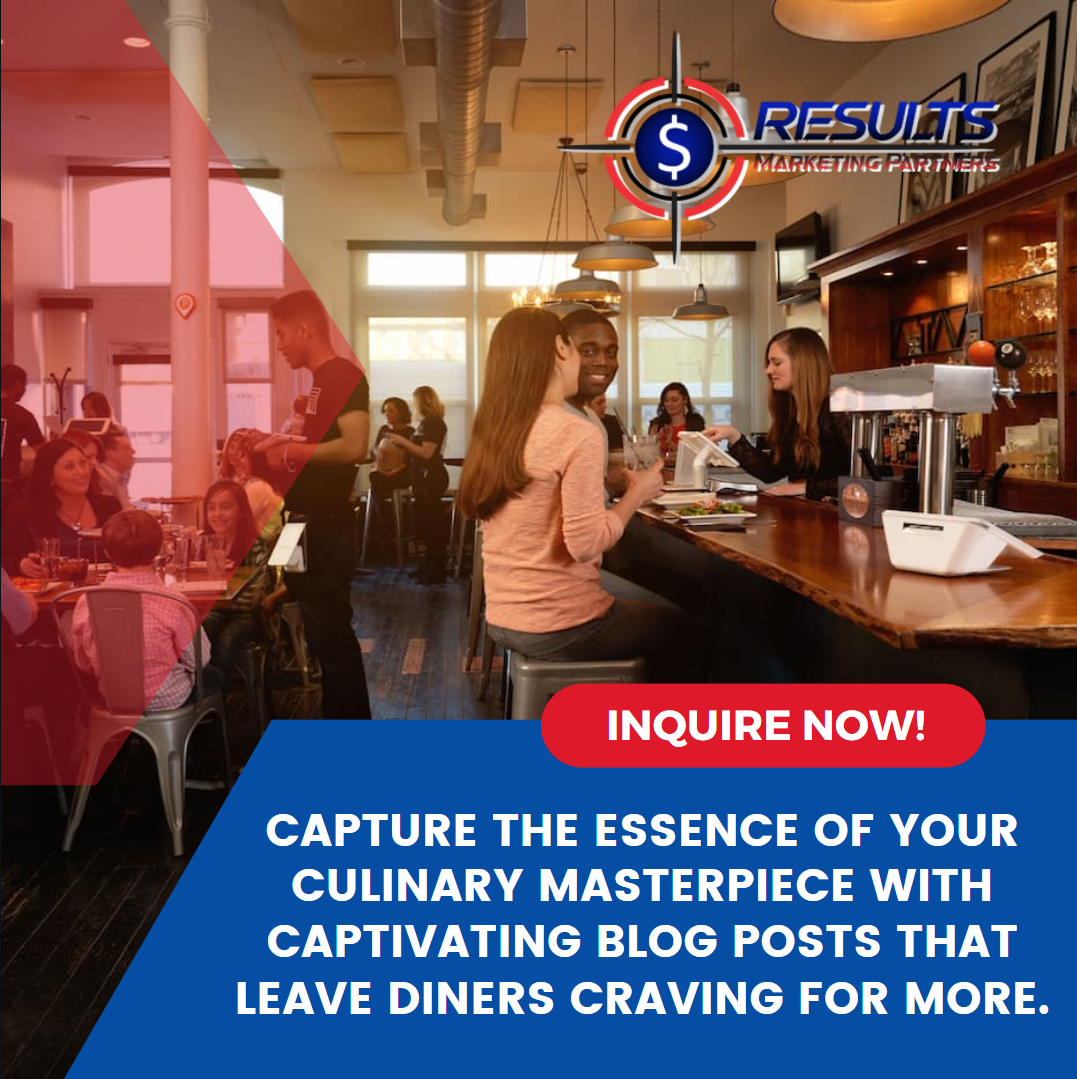 $
RESULTS
MARKETING PARTNERS
INQUIRE NOW!
CAPTURE THE ESSENCE OF YOUR
CULINARY MASTERPIECE WITH
CAPTIVATING BLOG POSTS THAT
LEAVE DINERS CRAVING FOR MORE.